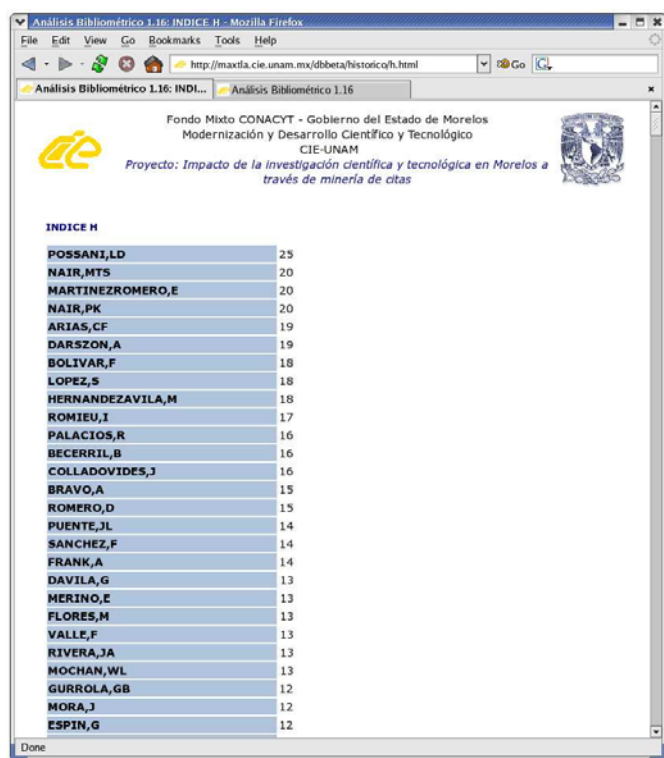 Análisis Bibliométrico 1.16: INDICE H - Mozilla Firefox
File Edit View Go Bookmarks Tools Help
http://maxtla.cie.unam.mx/dbbeta/historico/h.html Go G
Análisis Bibliométrico 1.16: INDI... Análisis Bibliométrico 1.16
Fondo Mixto CONACYT - Gobierno del Estado de Morelos
Modernización y Desarrollo Científico y Tecnológico
CIE-UNAM
Proyecto: Impacto de la investigación científica y tecnológica en Morelos a
través de minería de citas
cie
INDICE H
POSSANI,LD 25
NAIR,MTS 20
MARTINEZROMERO,E 20
NAIR,PK 20
ARIAS,CF 19
DARSZON,A 19
BOLIVAR,F 18
LOPEZ,S 18
HERNANDEZAVILA,M 18
ROMIEU,I 17
PALACIOS,R 16
BECERRIL,B 16
COLLADOVIDES,J 16
BRAVO,A 15
ROMERO,D 15
PUENTE,JL 14
SANCHEZ,F 14
FRANK,A 14
DAVILA,G 13
MERINO,E 13
FLORES,M 13
VALLE,F 13
RIVERA,JA 13
MOCHAN,WL 13
GURROLA,GB 12
MORA,J 12
ESPIN,G 12
Done